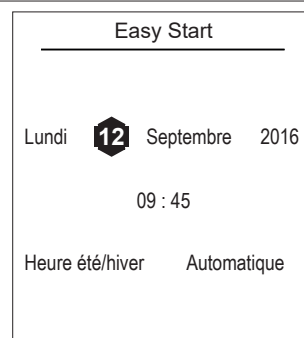 Easy Start
Lundi 12 Septembre 2016
09 : 45
Heure été/hiver Automatique